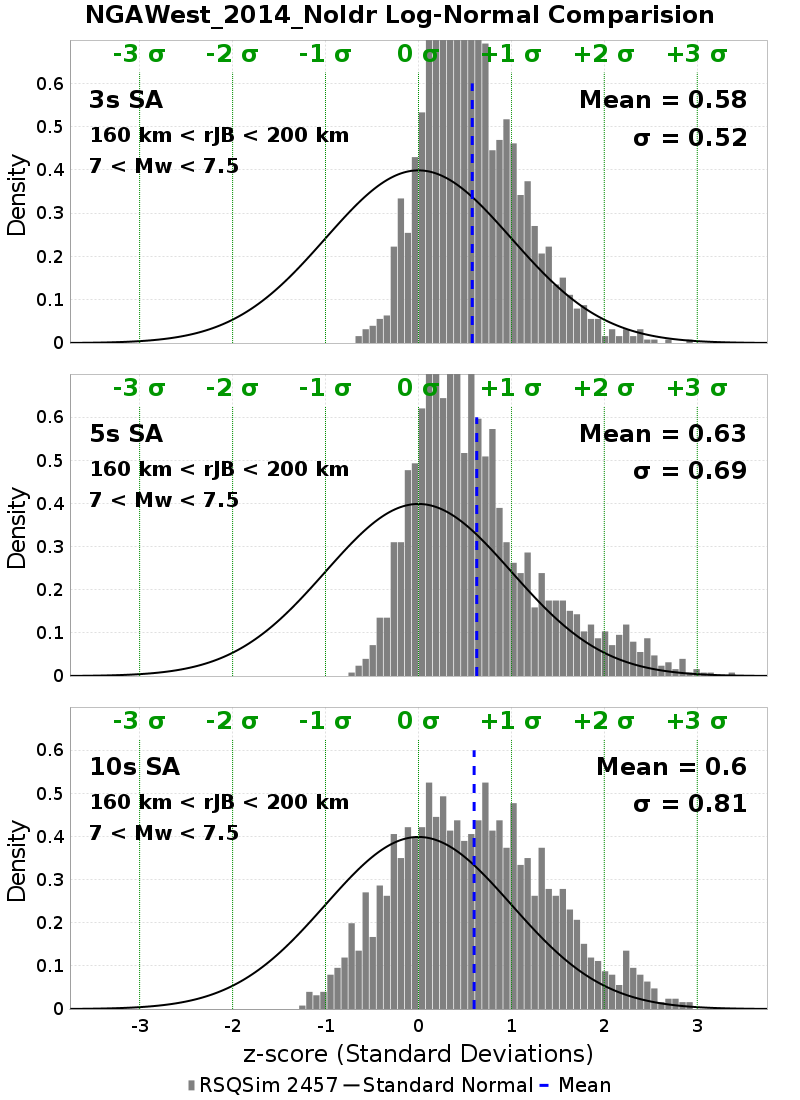 NGAWest_2014_NoIdr Log-Normal Comparision
-3 σ -2 σ -1 σ 0 σ +1 σ +2 σ +3 σ
3s SA
Mean = 0.58
160 km < rJB < 200 km
σ = 0.52
7 < Mw < 7.5
Density
0.6
0.5
0.4
0.3
0.2
0.1
0
-3 σ -2 σ -1 σ 0 σ +1 σ +2 σ +3 σ
5s SA
Mean = 0.63
160 km < rJB < 200 km
σ = 0.69
7 < Mw < 7.5
Density
0.6
0.5
0.4
0.3
0.2
0.1
0
-3 σ -2 σ -1 σ 0 σ +1 σ +2 σ +3 σ
10s SA
Mean = 0.6
160 km < rJB < 200 km
σ = 0.81
7 < Mw < 7.5
Density
0.6
0.5
0.4
0.3
0.2
0.1
0
-3 -2 -1 0 1 2 3
z-score (Standard Deviations)
RSQSim 2457 Standard Normal Mean